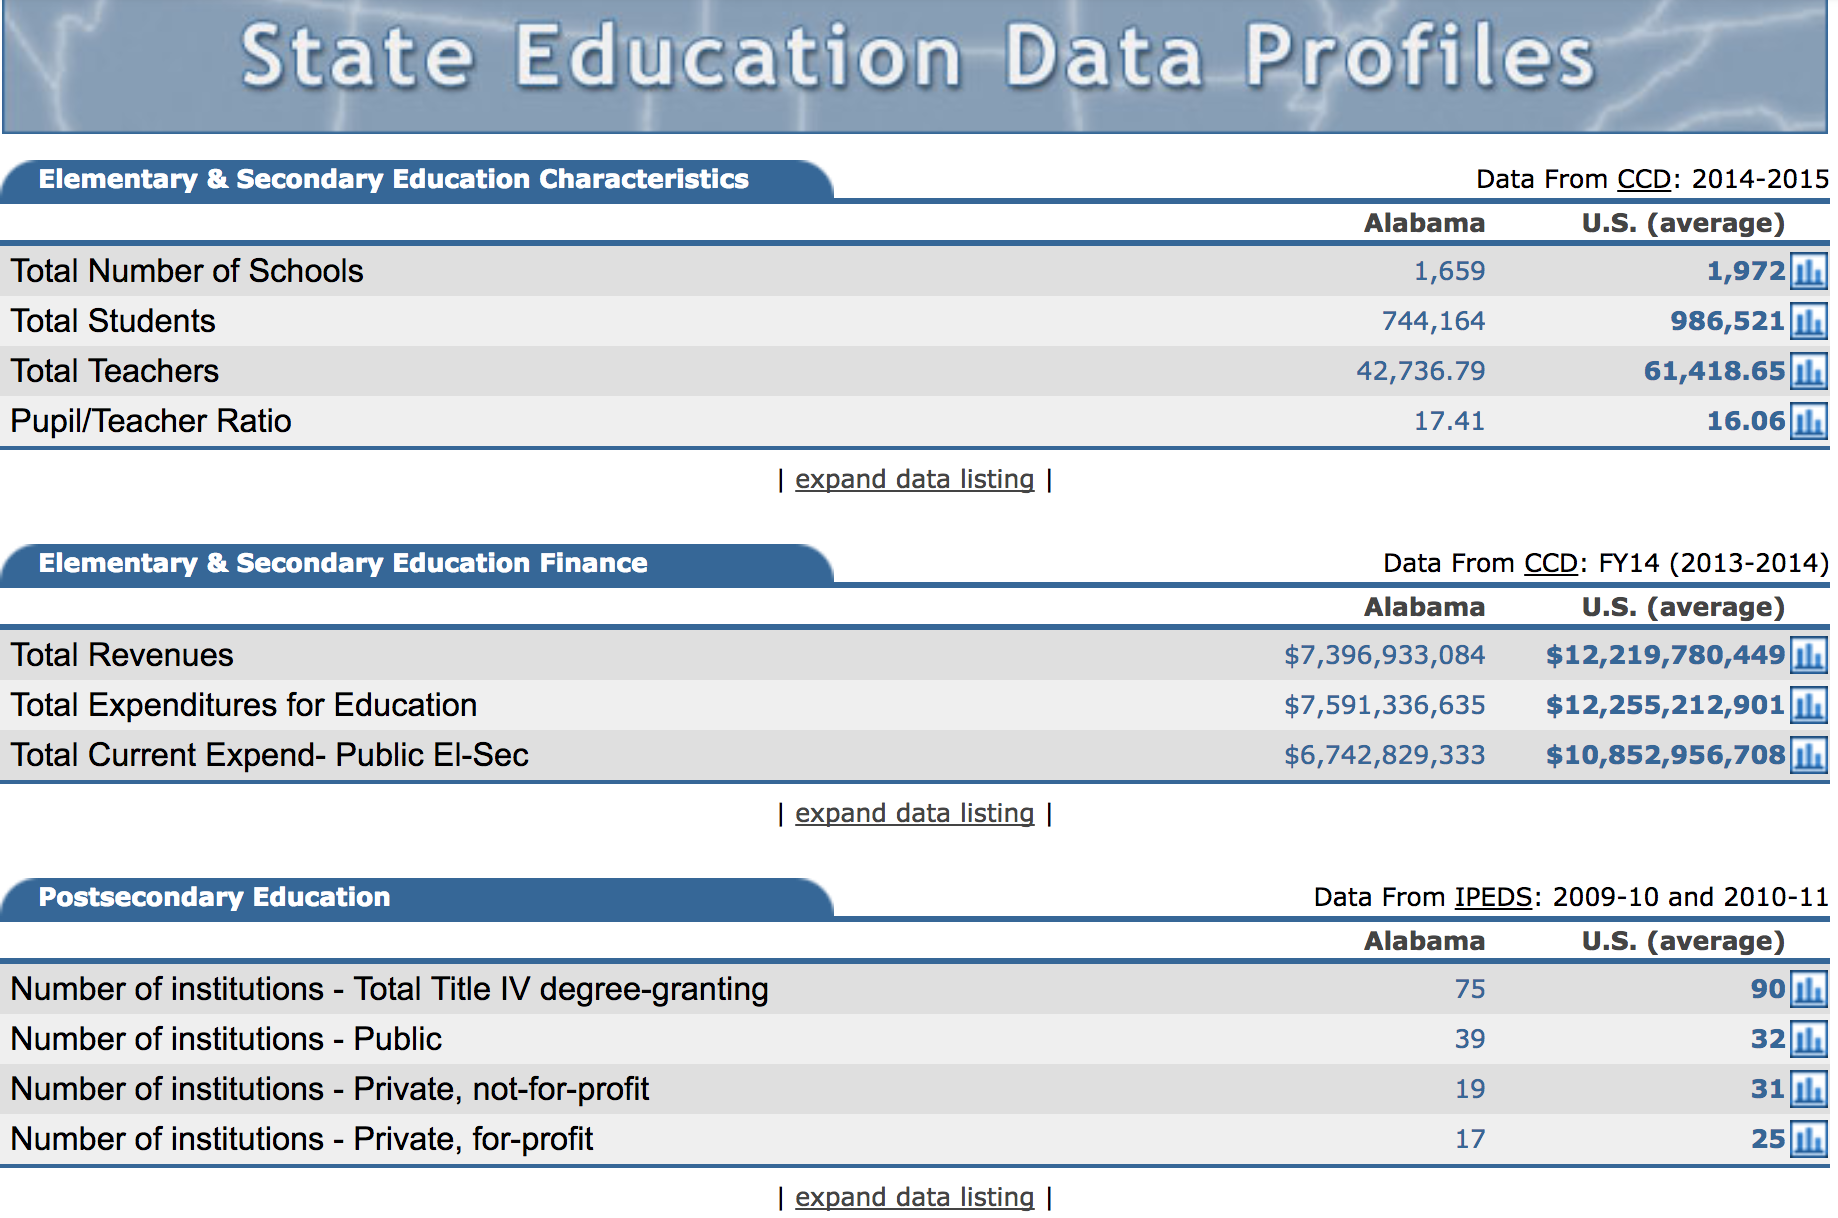 State Education Data Profiles
Elementary & Secondary Education Characteristics Data From CCD: 2014-2015
Alabama U.S. (average)
Total Number of Schools 1,659 1,972
Total Students 744,164 986,521
Total Teachers 42,736.79 61,418.65
Pupil/Teacher Ratio 17.41 16.06
| expand data listing |
Elementary & Secondary Education Finance Data From CCD: FY14 (2013-2014)
Alabama U.S. (average)
Total Revenues $7,396,933,084 $12,219,780,449
Total Expenditures for Education $7,591,336,635 $12,255,212,901
Total Current Expend- Public El-Sec $6,742,829,333 $10,852,956,708
| expand data listing |
Postsecondary Education Data From IPEDS: 2009-10 and 2010-11
Alabama U.S. (average)
Number of institutions - Total Title IV degree-granting 75 90
Number of institutions - Public 39 32
Number of institutions - Private, not-for-profit 19 31
Number of institutions - Private, for-profit 17 25
| expand data listing |